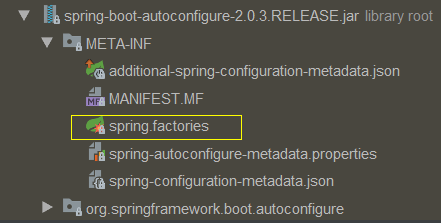 spring-boot-autoconfigure-2.0.3.RELEASE.jar library root
META-INF
additional-spring-configuration-metadata.json
MF MANIFEST.MF
spring.factories
spring-autoconfigure-metadata.properties
spring-configuration-metadata.json
org.springframework.boot.autoconfigure